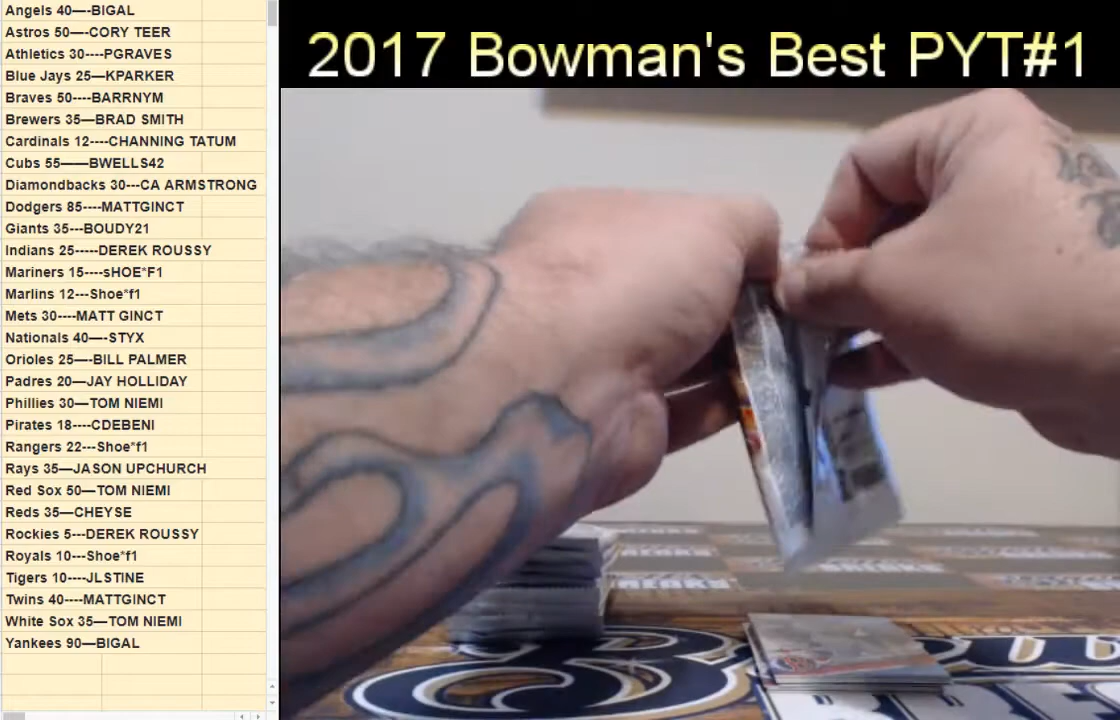 Angels 40—-BIGAL
Astros 50—-CORY TEER
Athletics 30----PGRAVES
Blue Jays 25—KPARKER
Braves 50----BARRNYM
Brewers 35—BRAD SMITH
Cardinals 12----CHANNING TATUM
Cubs 55——BWELLS42
Diamondbacks 30---CA ARMSTRONG
Dodgers 85----MATTGINCT
Giants 35---BOUDY21
Indians 25-----DEREK ROUSSY
Mariners 15----sHOE*F1
Marlins 12---Shoe*f1
Mets 30----MATT GINCT
Nationals 40—-STYX
Orioles 25—-BILL PALMER
Padres 20—JAY HOLLIDAY
Phillies 30—TOM NIEMI
Pirates 18----CDEBENI
Rangers 22---Shoe*f1
Rays 35—JASON UPCHURCH
Red Sox 50—TOM NIEMI
Reds 35—CHEYSE
Rockies 5---DEREK ROUSSY
Royals 10---Shoe*f1
Tigers 10----JLSTINE
Twins 40----MATTGINCT
White Sox 35—TOM NIEMI
Yankees 90—BIGAL
2017 Bowman's Best PYT#1